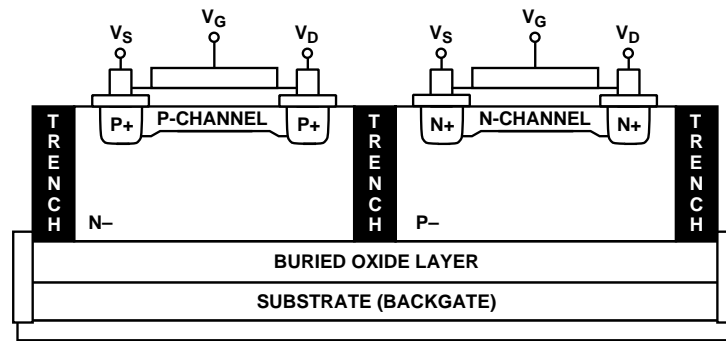 VG VG
VS VD VS VD
P+ P-CHANNEL P+ N+ N-CHANNEL N+
TRENCH TRENCH TRENCH
N– P–
BURIED OXIDE LAYER
SUBSTRATE (BACKGATE)